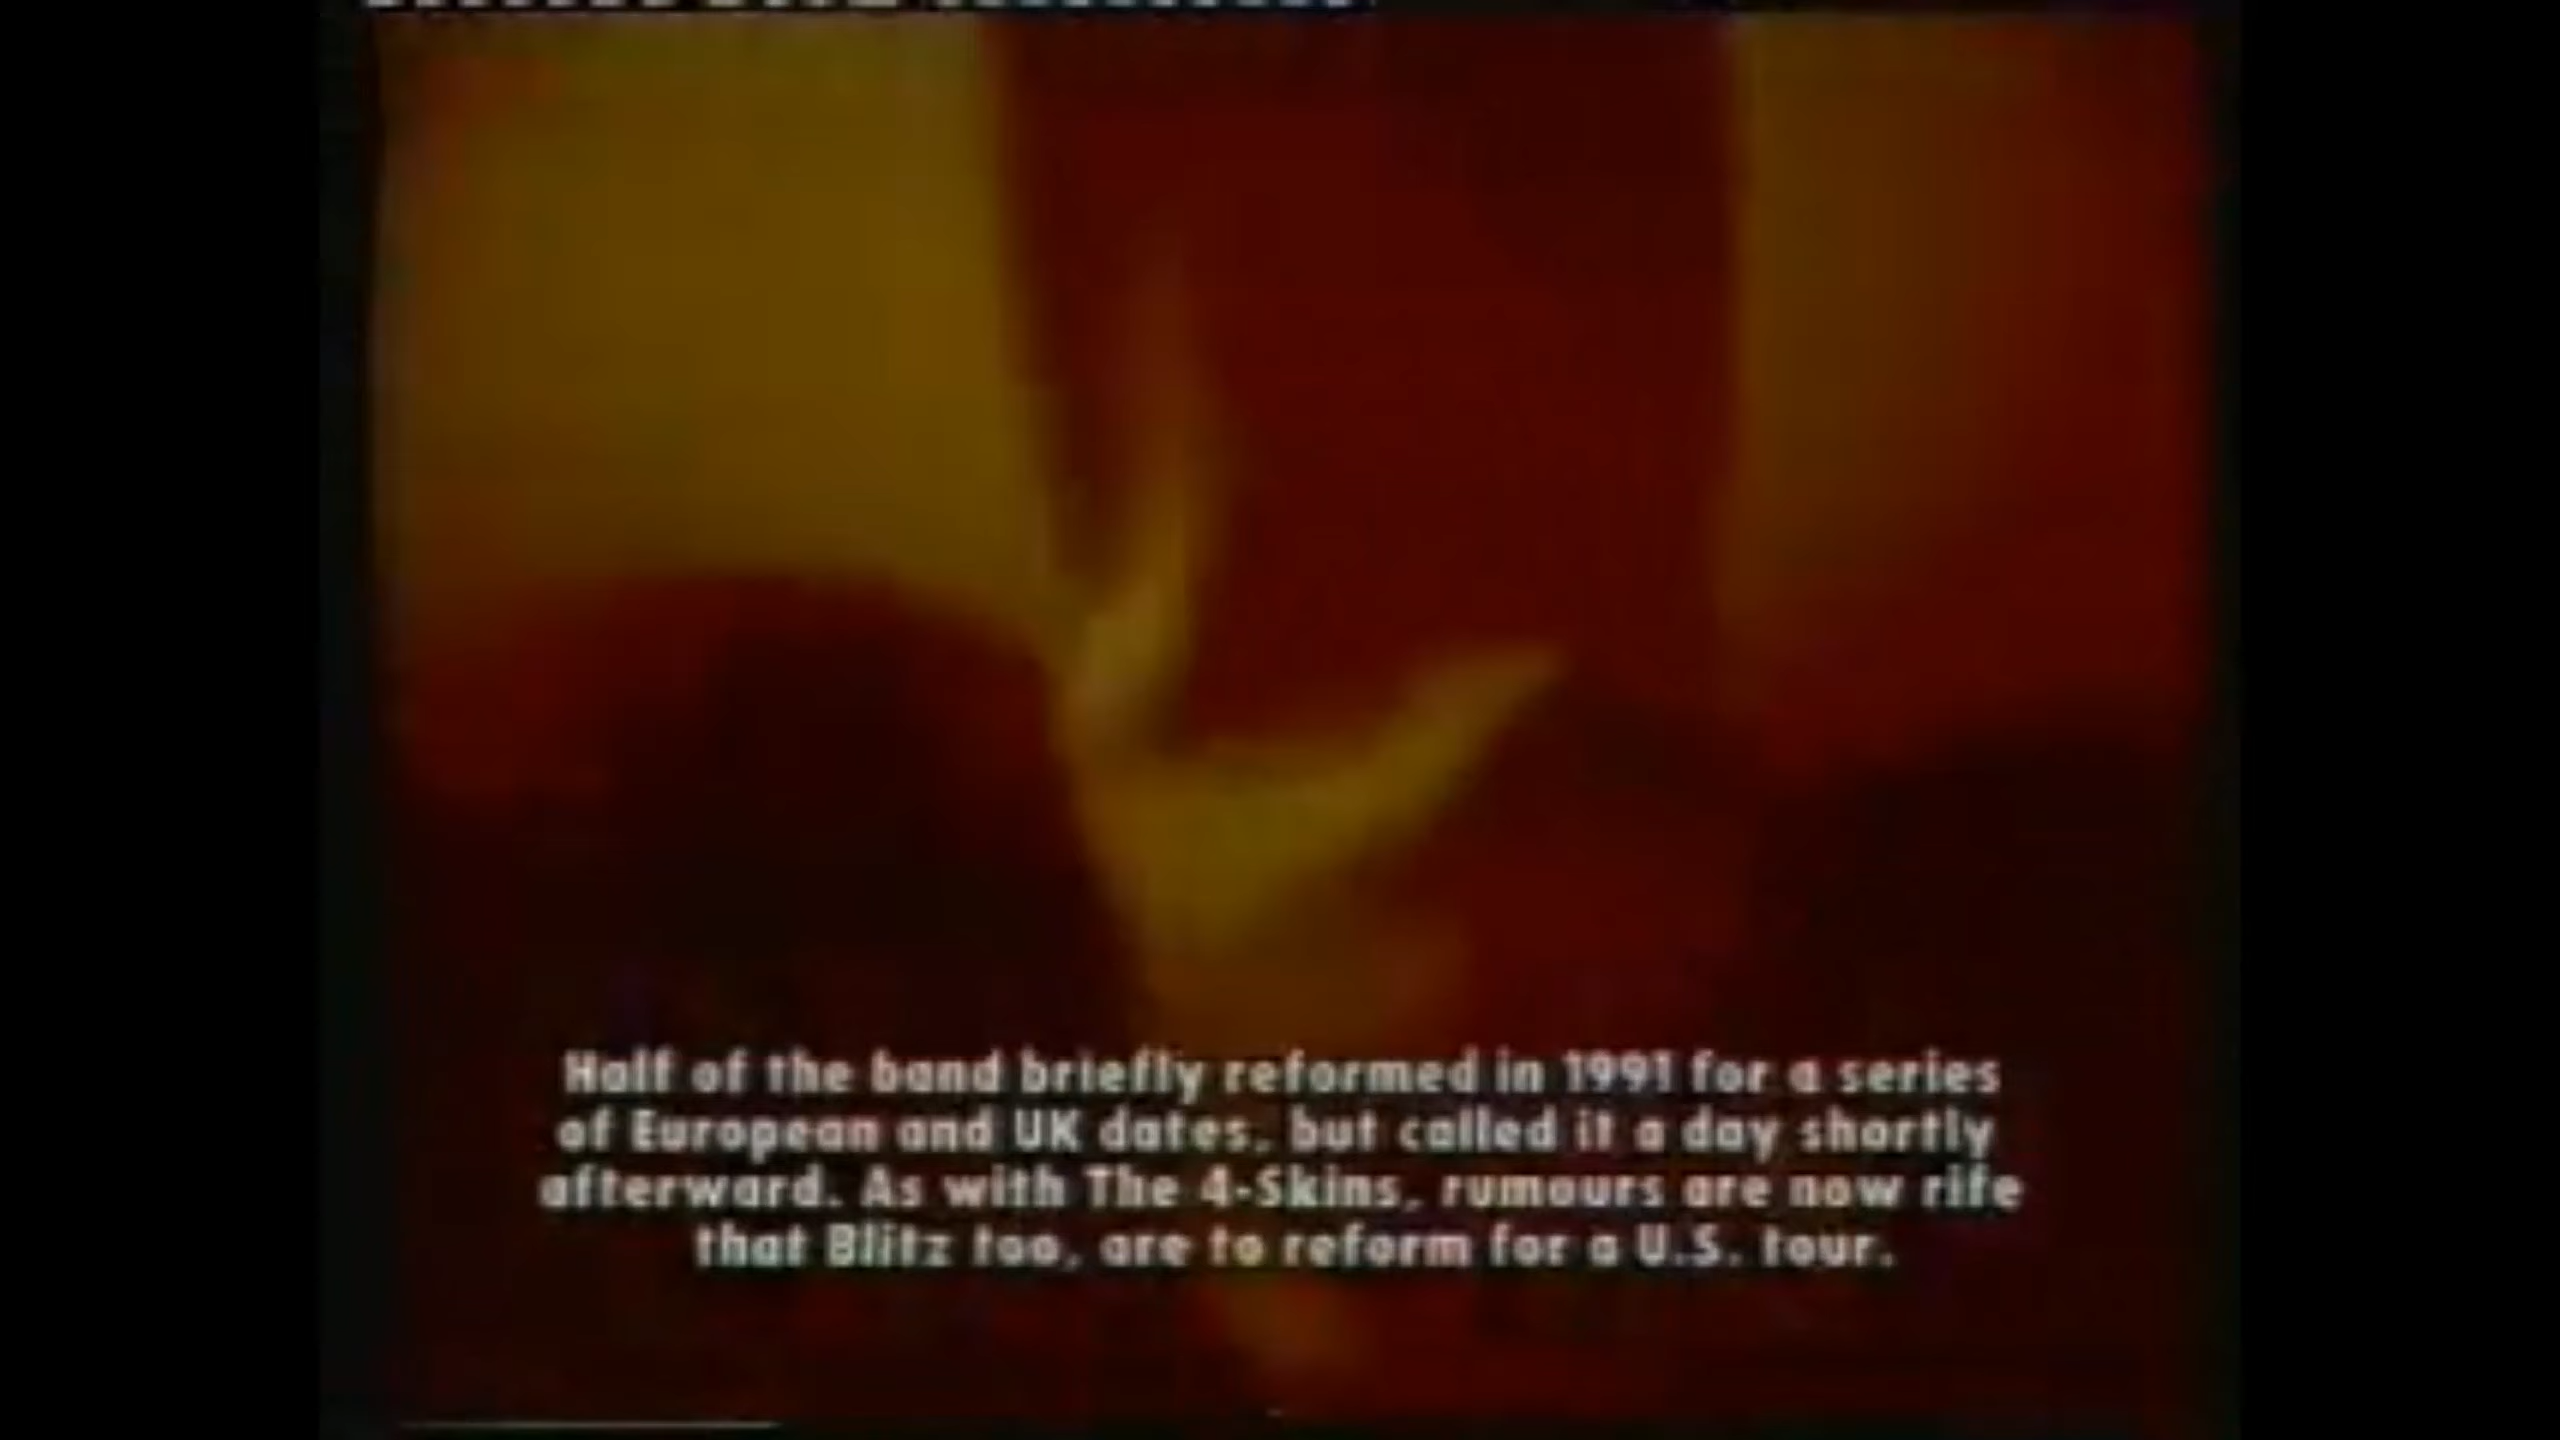 Half of the band briefly reformed in 1991 for a series
of European and UK dates, but called it a day shortly
afterward. As with The 4-Skins, rumours are now rife
that Blitz too, are to reform for a U.S. tour.